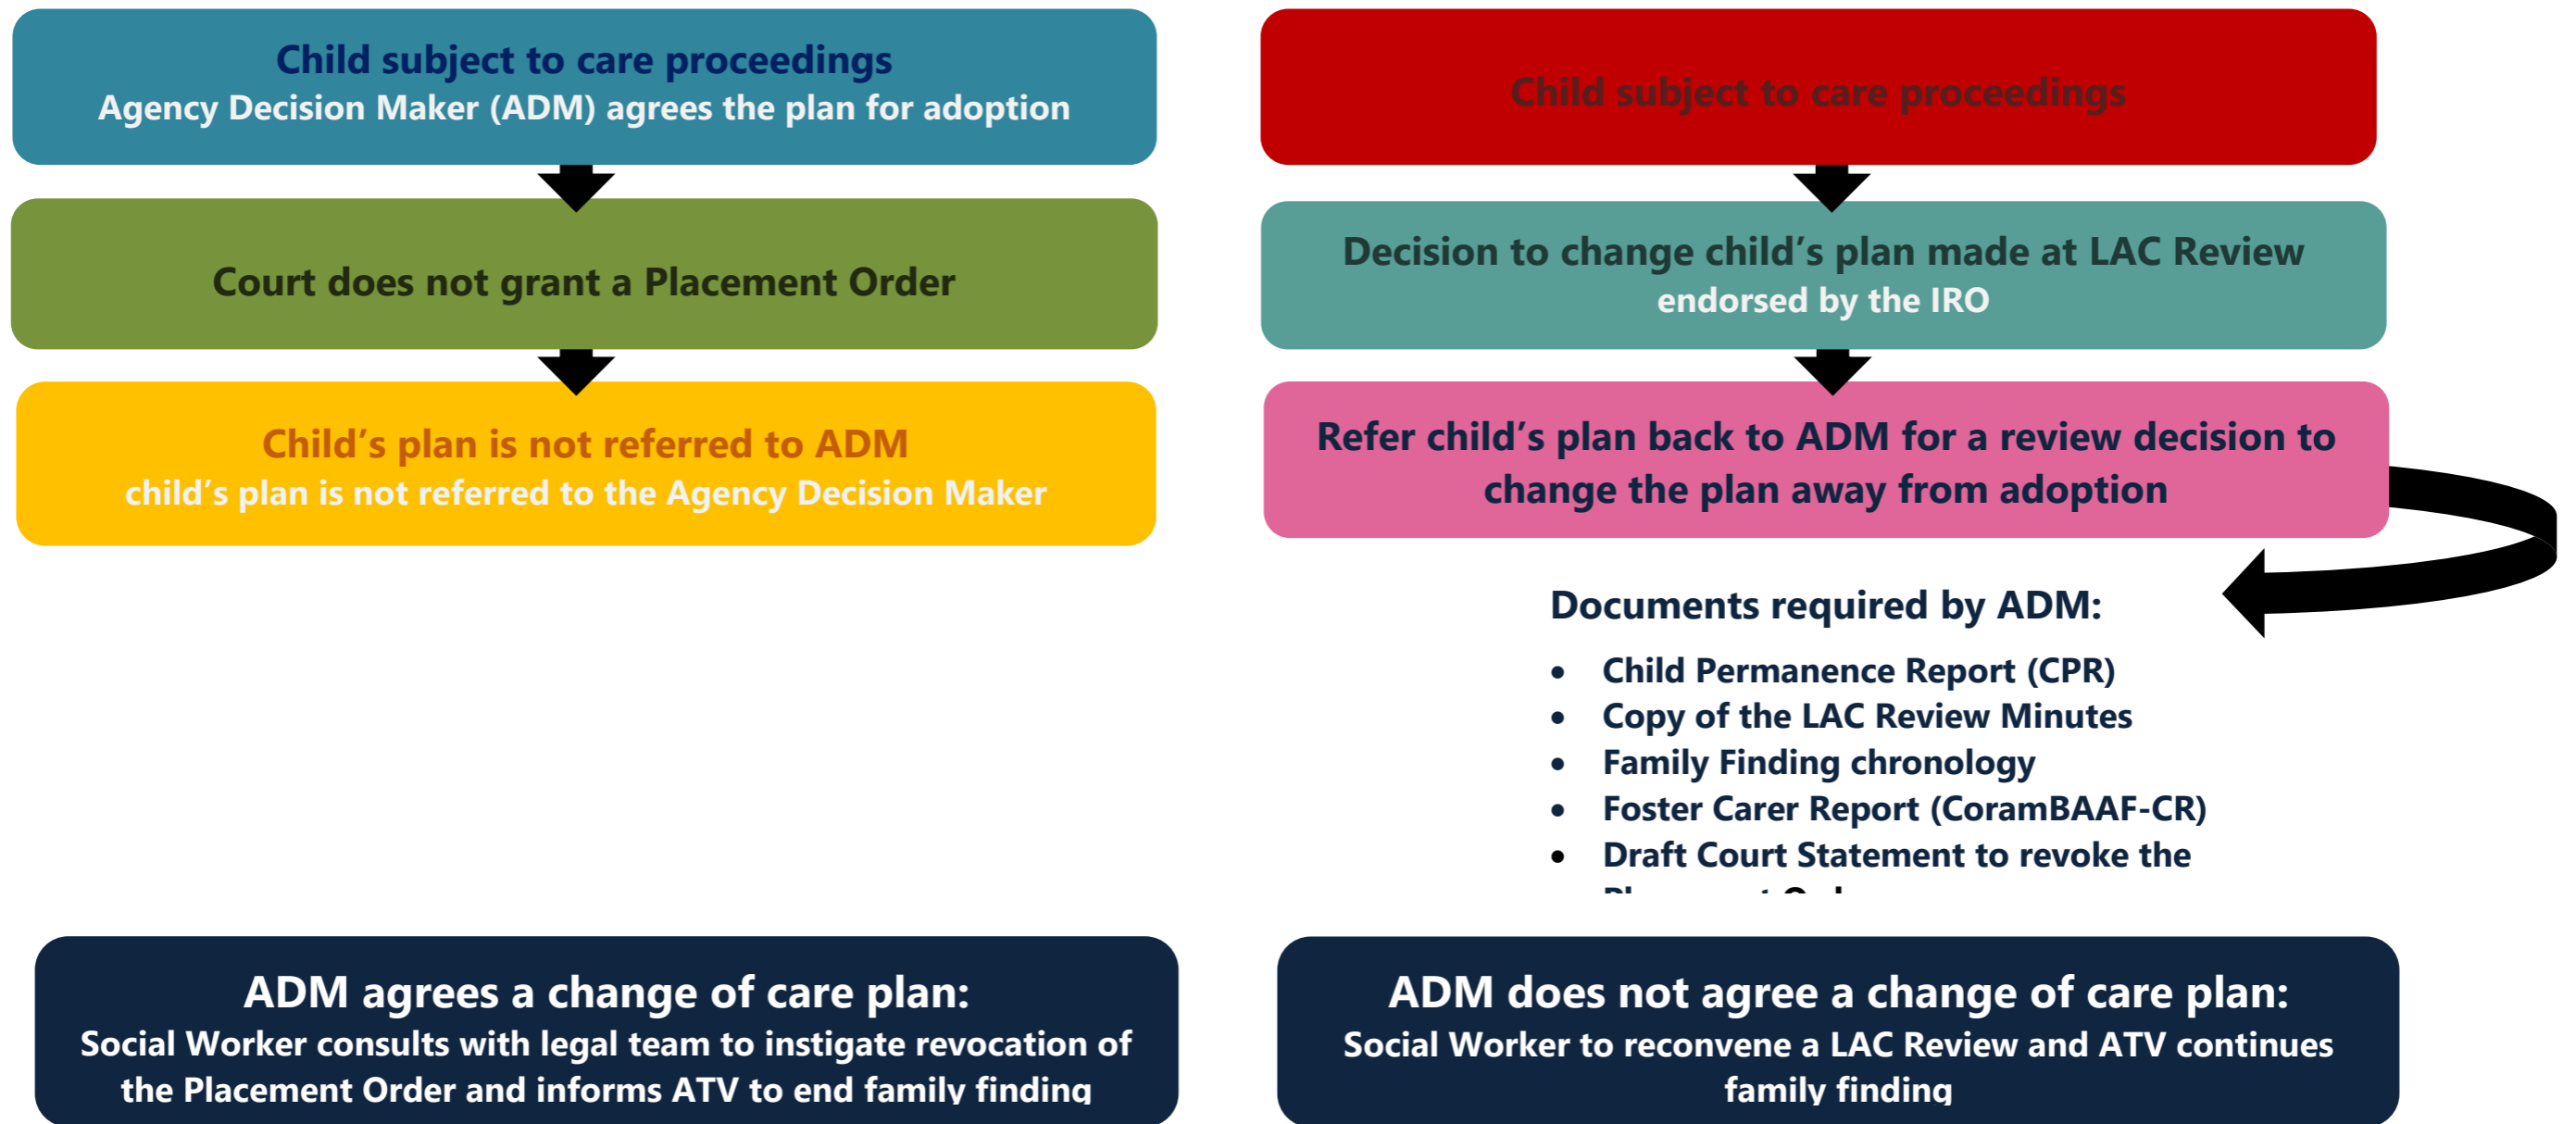 Child subject to care proceedings
Agency Decision Maker (ADM) agrees the plan for adoption
Court does not grant a Placement Order
Child’s plan is not referred to ADM
child’s plan is not referred to the Agency Decision Maker
Child subject to care proceedings
Decision to change child’s plan made at LAC Review
endorsed by the IRO
Refer child’s plan back to ADM for a review decision to
change the plan away from adoption
Documents required by ADM:
• Child Permanence Report (CPR)
• Copy of the LAC Review Minutes
• Family Finding chronology
• Foster Carer Report (CoramBAAF-CR)
• Draft Court Statement to revoke the
ADM agrees a change of care plan:
Social Worker consults with legal team to instigate revocation of
the Placement Order and informs ATV to end family finding
ADM does not agree a change of care plan:
Social Worker to reconvene a LAC Review and ATV continues
family finding